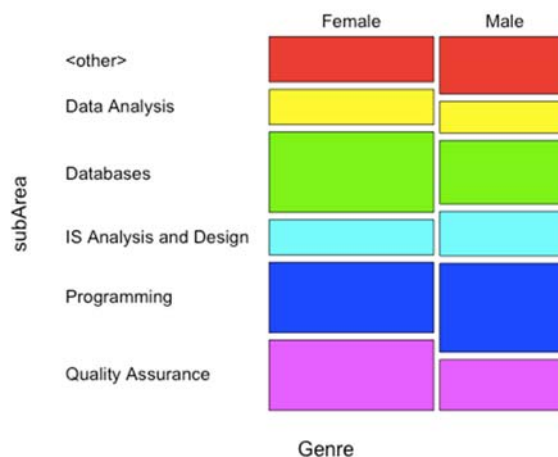 Female Male
<other>
Data Analysis
Databases
IS Analysis and Design
Programming
Quality Assurance
subArea
Genre